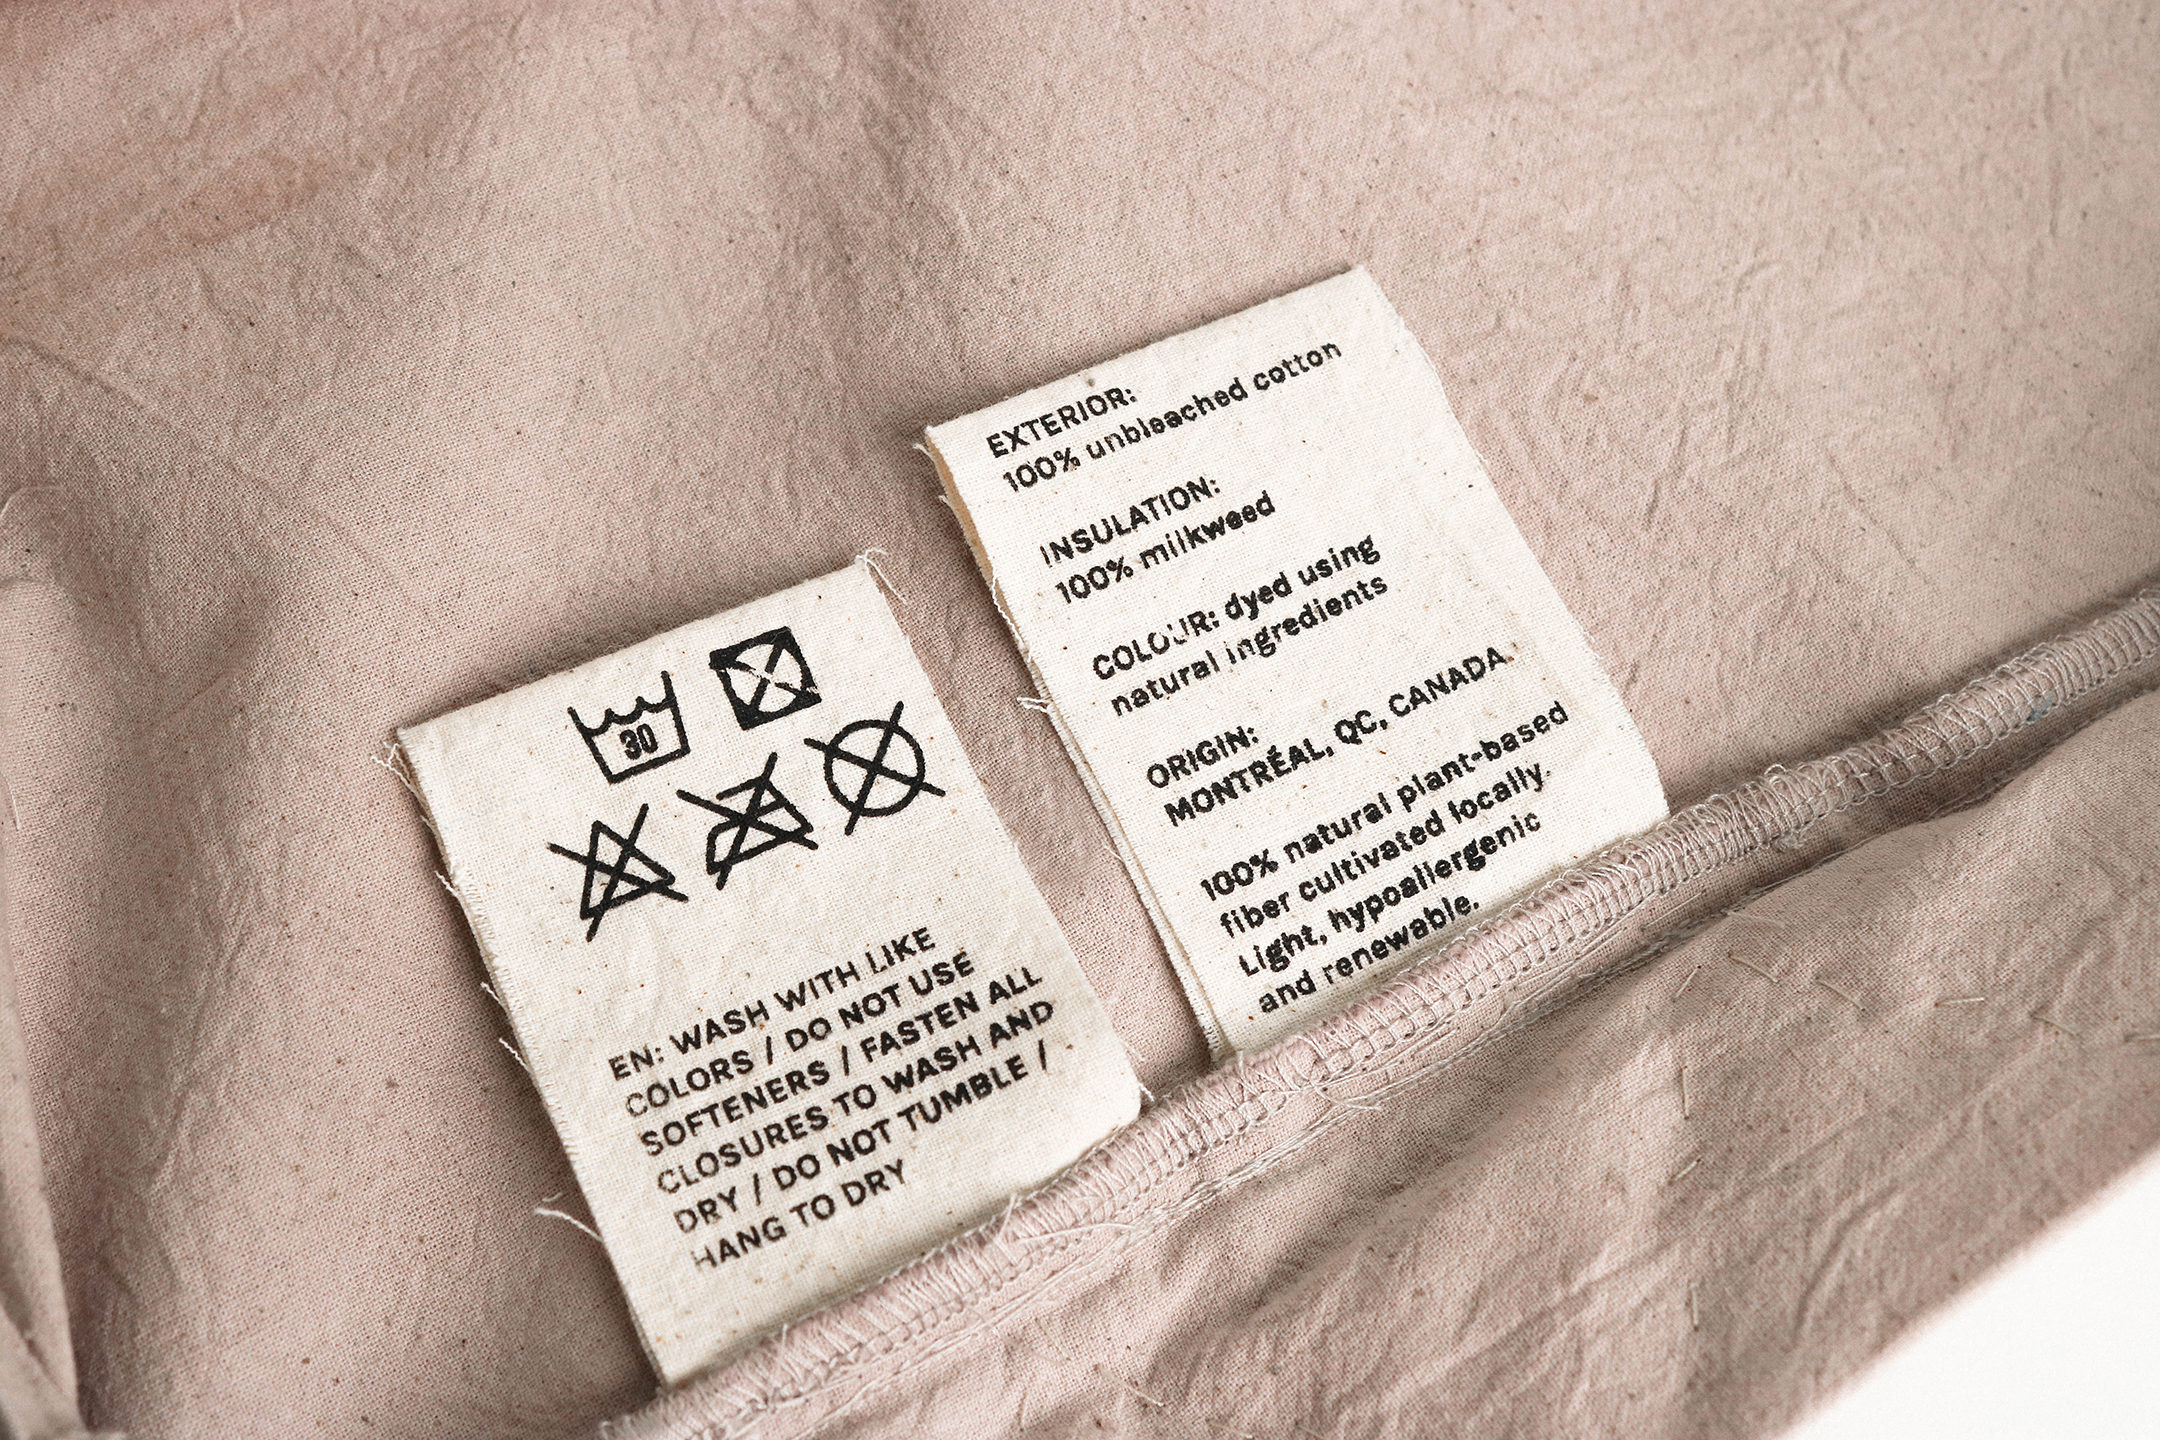 30
EN: WASH WITH LIKE
COLORS / DO NOT USE
SOFTENERS / FASTEN ALL
CLOSURES TO WASH AND
DRY / DO NOT TUMBLE /
HANG TO DRY
EXTERIOR:
100% unbleached cotton
INSULATION:
100% milkweed
COLOUR: dyed using
natural ingredients
ORIGIN:
MONTRÉAL, QC, CANADA.
100% natural plant-based
fiber cultivated locally.
Light, hypoallergenic
and renewable.